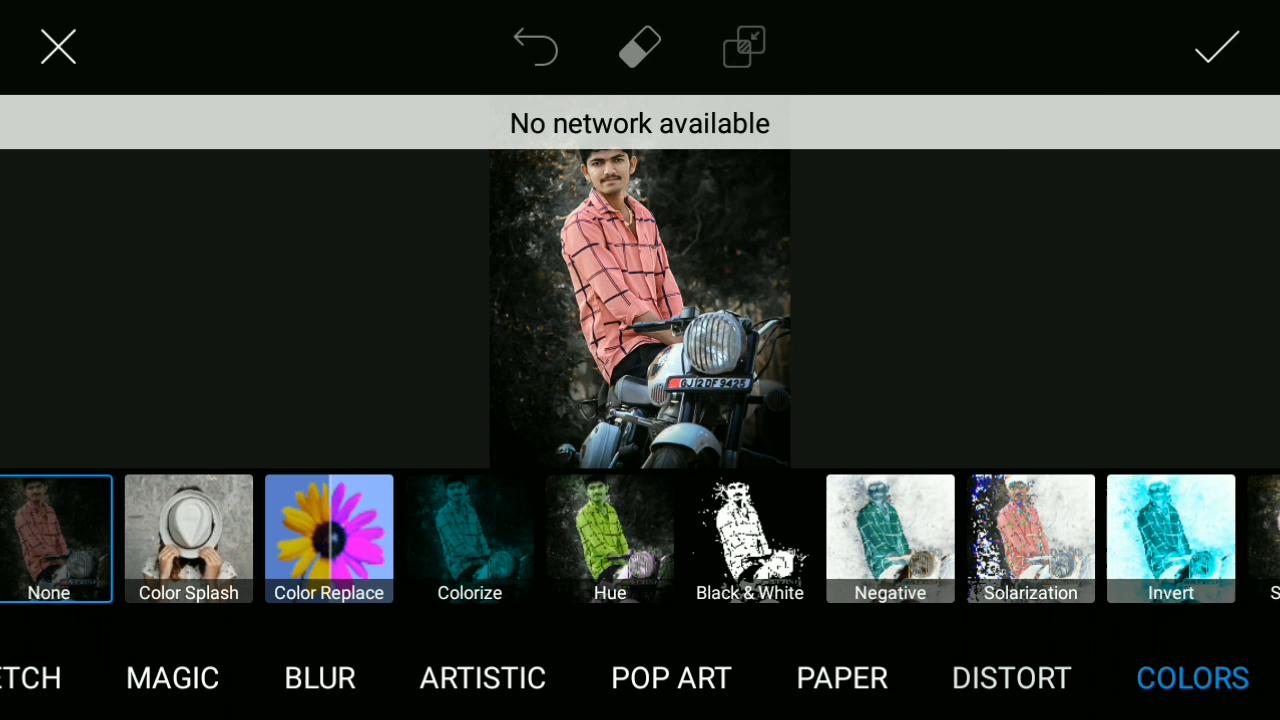 No network available
GJ12DF9425
None
Color Splash
Color Replace
Colorize
Hue
Black & White
Negative
Solarization
Invert
S
ETCH
MAGIC
BLUR
ARTISTIC
POP ART
PAPER
DISTORT
COLORS